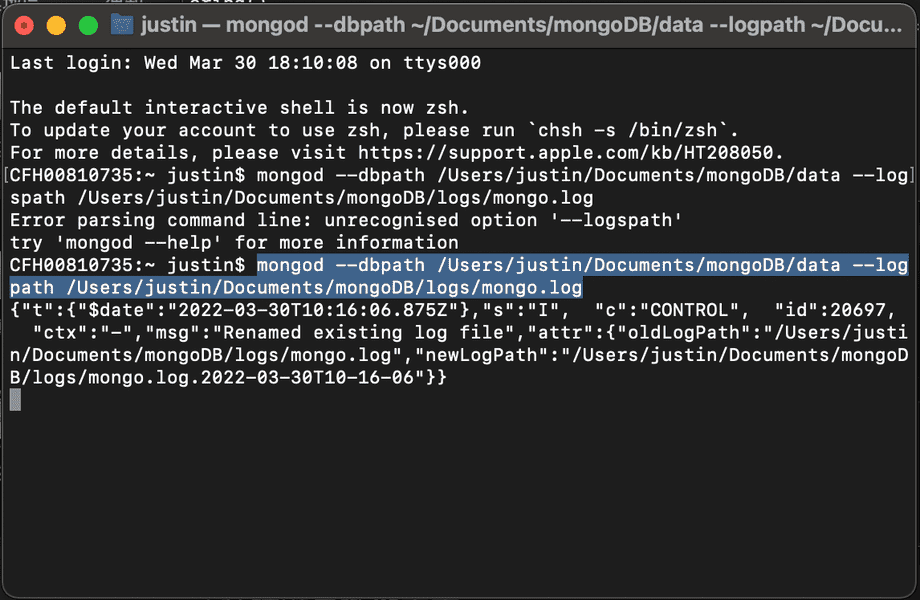 justin — mongod --dbpath ~/Documents/mongoDB/data --logpath ~/Docu...
Last login: Wed Mar 30 18:10:08 on ttys000
The default interactive shell is now zsh.
To update your account to use zsh, please run `chsh -s /bin/zsh`.
For more details, please visit https://support.apple.com/kb/HT208050.
[CFH00810735:~ justin$ mongod --dbpath /Users/justin/Documents/mongoDB/data --log]
spath /Users/justin/Documents/mongoDB/logs/mongo.log
Error parsing command line: unrecognised option '--logspath'
try 'mongod --help' for more information
CFH00810735:~ justin$ mongod --dbpath /Users/justin/Documents/mongoDB/data --log
path /Users/justin/Documents/mongoDB/logs/mongo.log
{"t":{"$date":"2022-03-30T10:16:06.875Z"},"s":"I",  "c":"CONTROL",  "id":20697,
  "ctx":"-","msg":"Renamed existing log file","attr":{"oldLogPath":"/Users/justi
n/Documents/mongoDB/logs/mongo.log","newLogPath":"/Users/justin/Documents/mongoD
B/logs/mongo.log.2022-03-30T10-16-06"}}